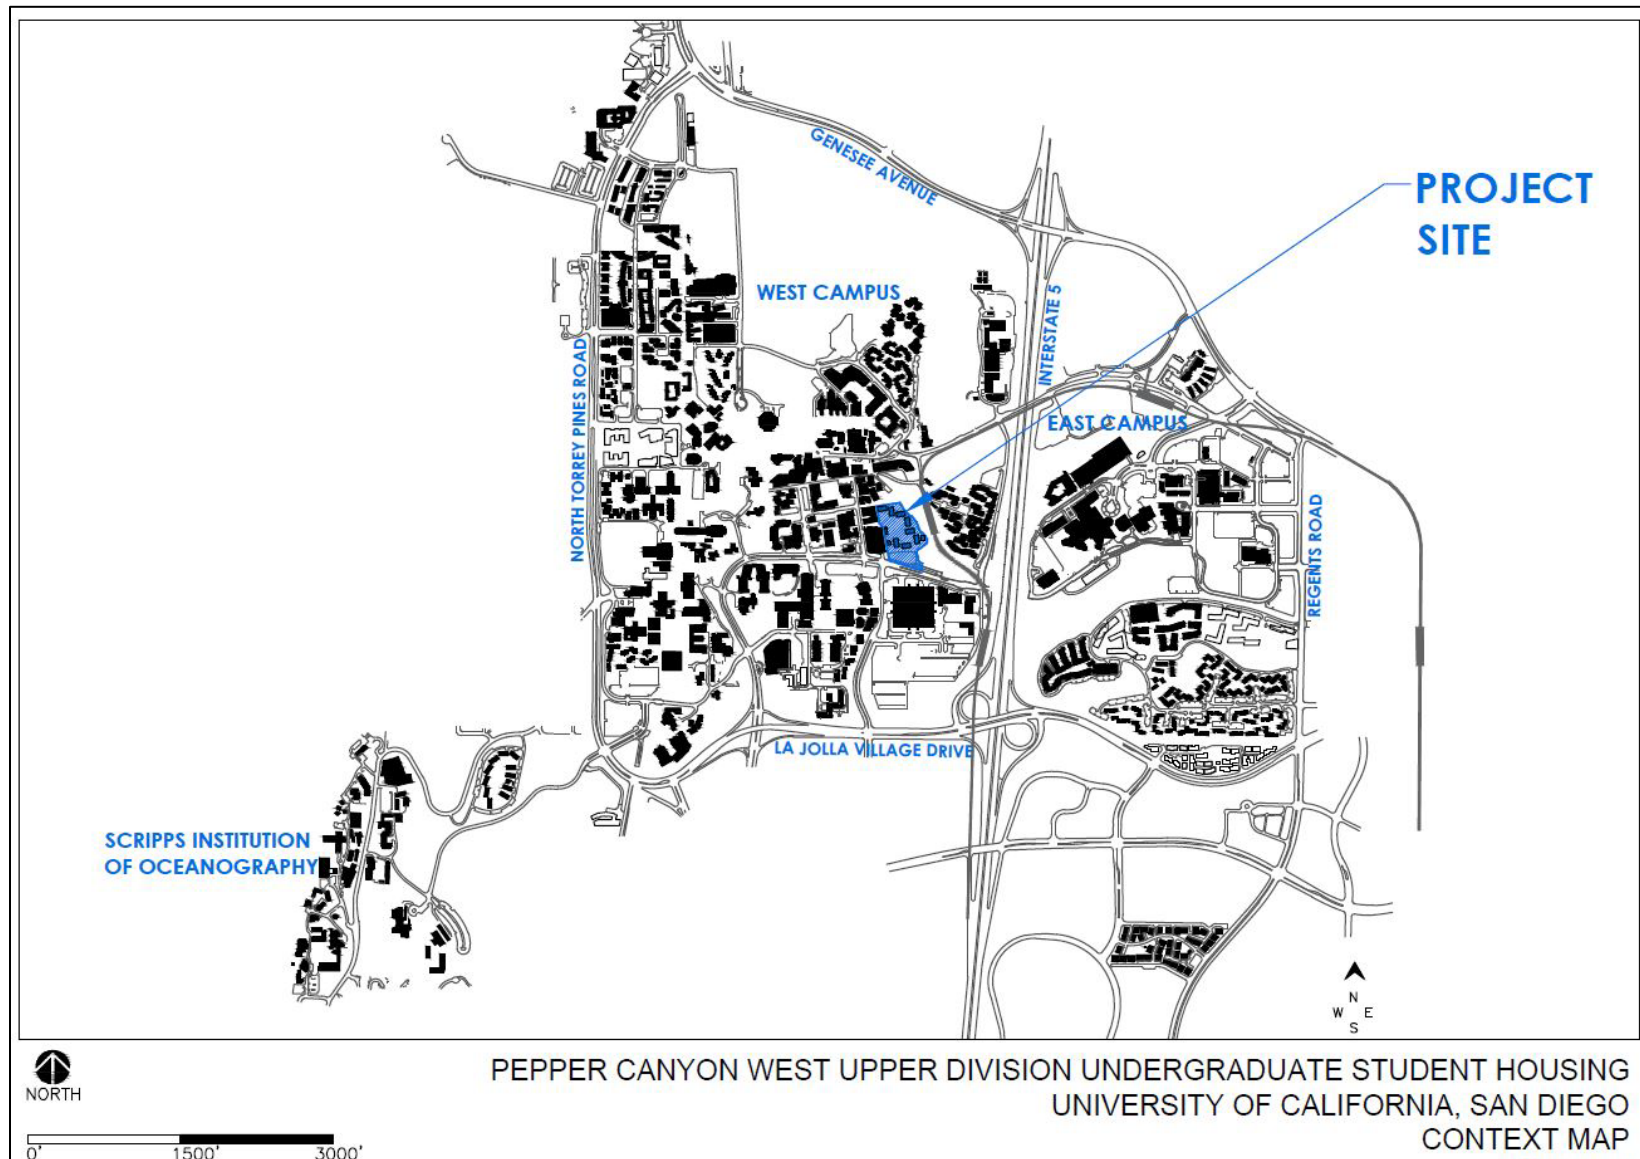 GENESEE AVENUE
PROJECT
SITE
WEST CAMPUS
INTERSTATE 5
NORTH TORREY PINES ROAD
EAST CAMPUS
REGENTS ROAD
LA JOLLA VILLAGE DRIVE
SCRIPPS INSTITUTION
OF OCEANOGRAPHY
N
W E
S
NORTH
PEPPER CANYON WEST UPPER DIVISION UNDERGRADUATE STUDENT HOUSING
UNIVERSITY OF CALIFORNIA, SAN DIEGO
CONTEXT MAP
0' 1500' 3000'